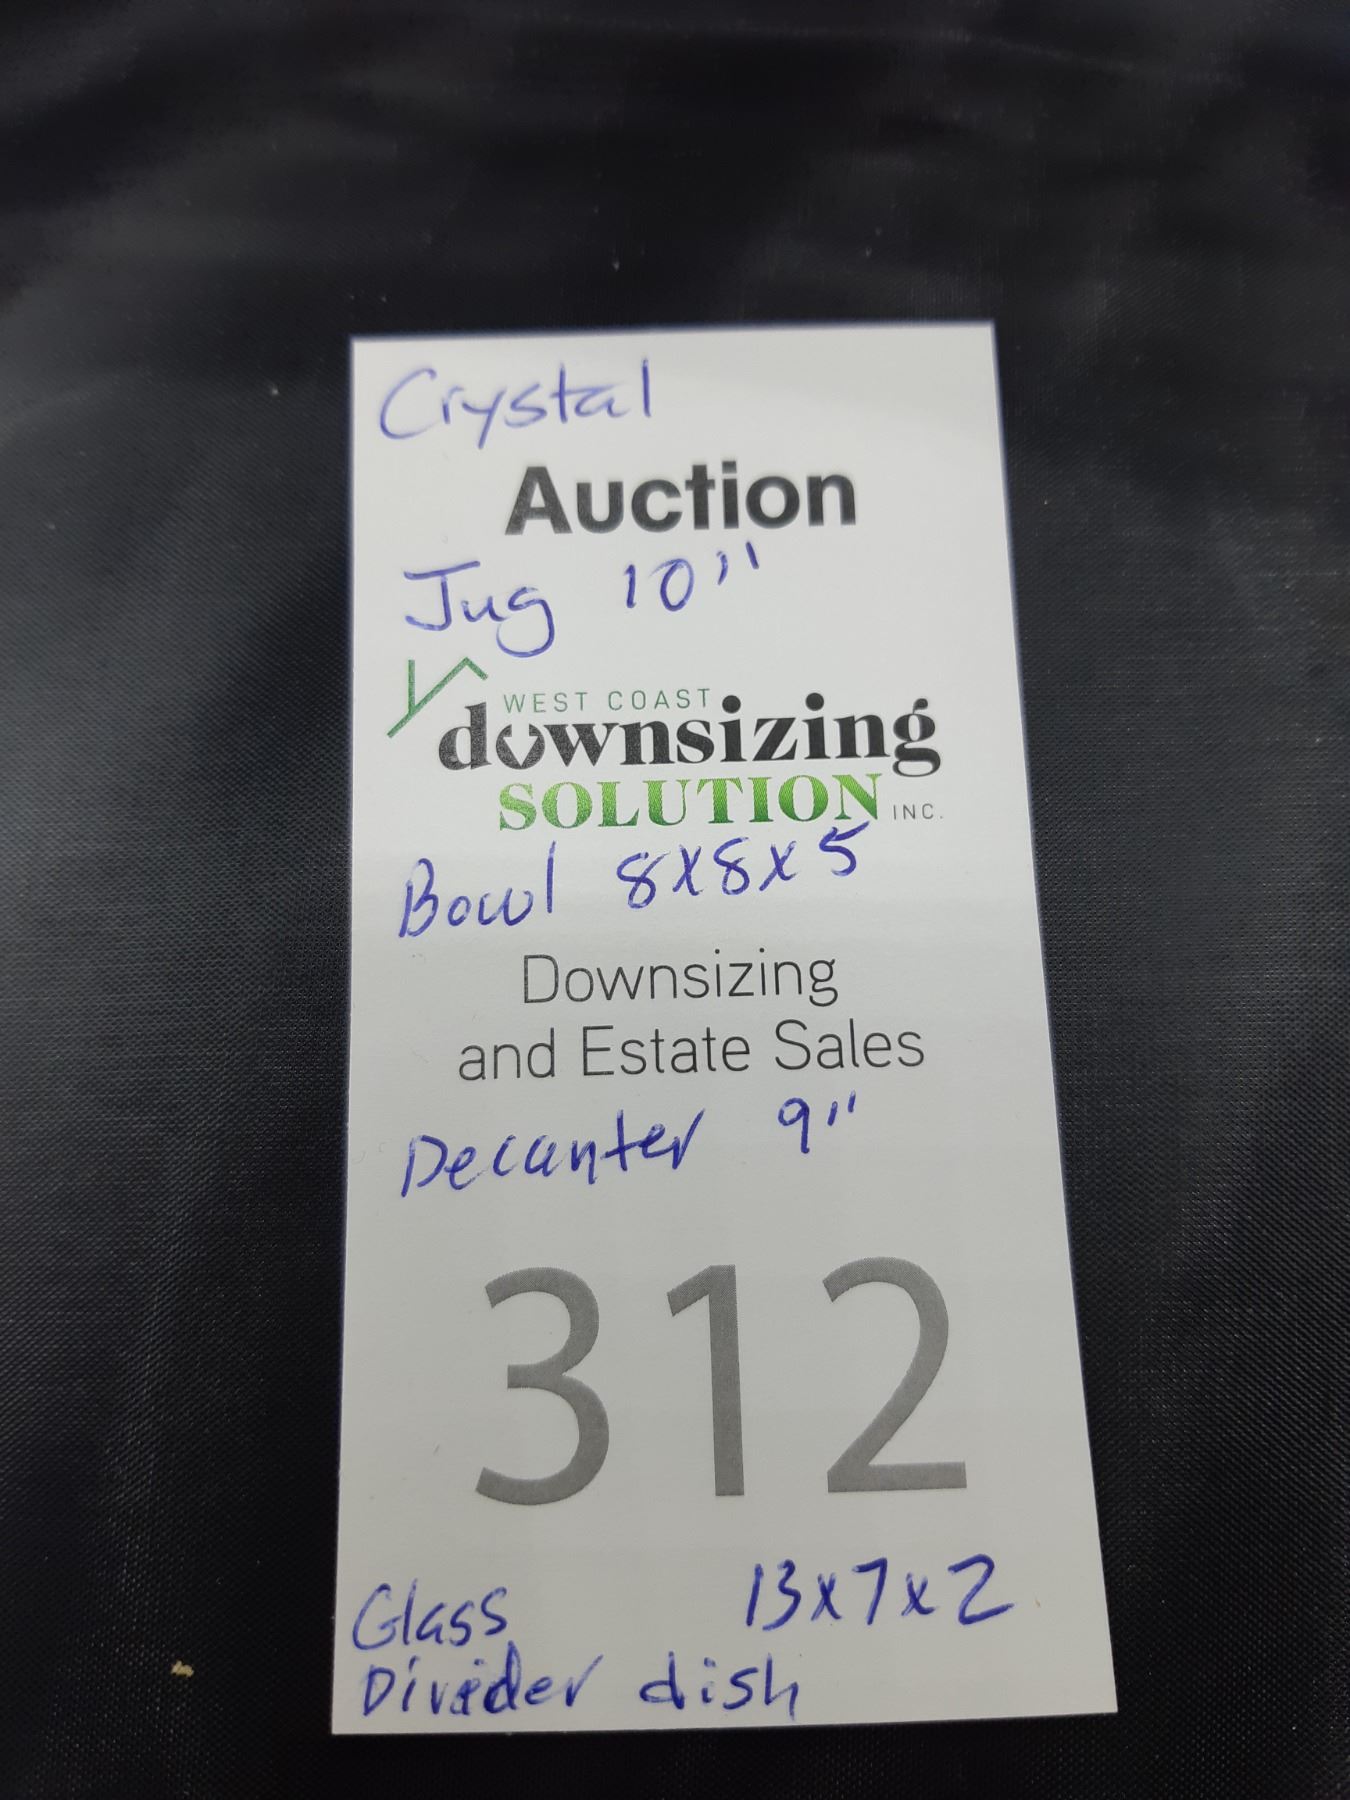 Crystal
Auction
Jug 10"
WEST COAST
downsizing
SOLUTION INC.
Bowl 8x8x5
Downsizing
and Estate Sales
Decanter 9"
312
Glass 13x7x2
Divider dish